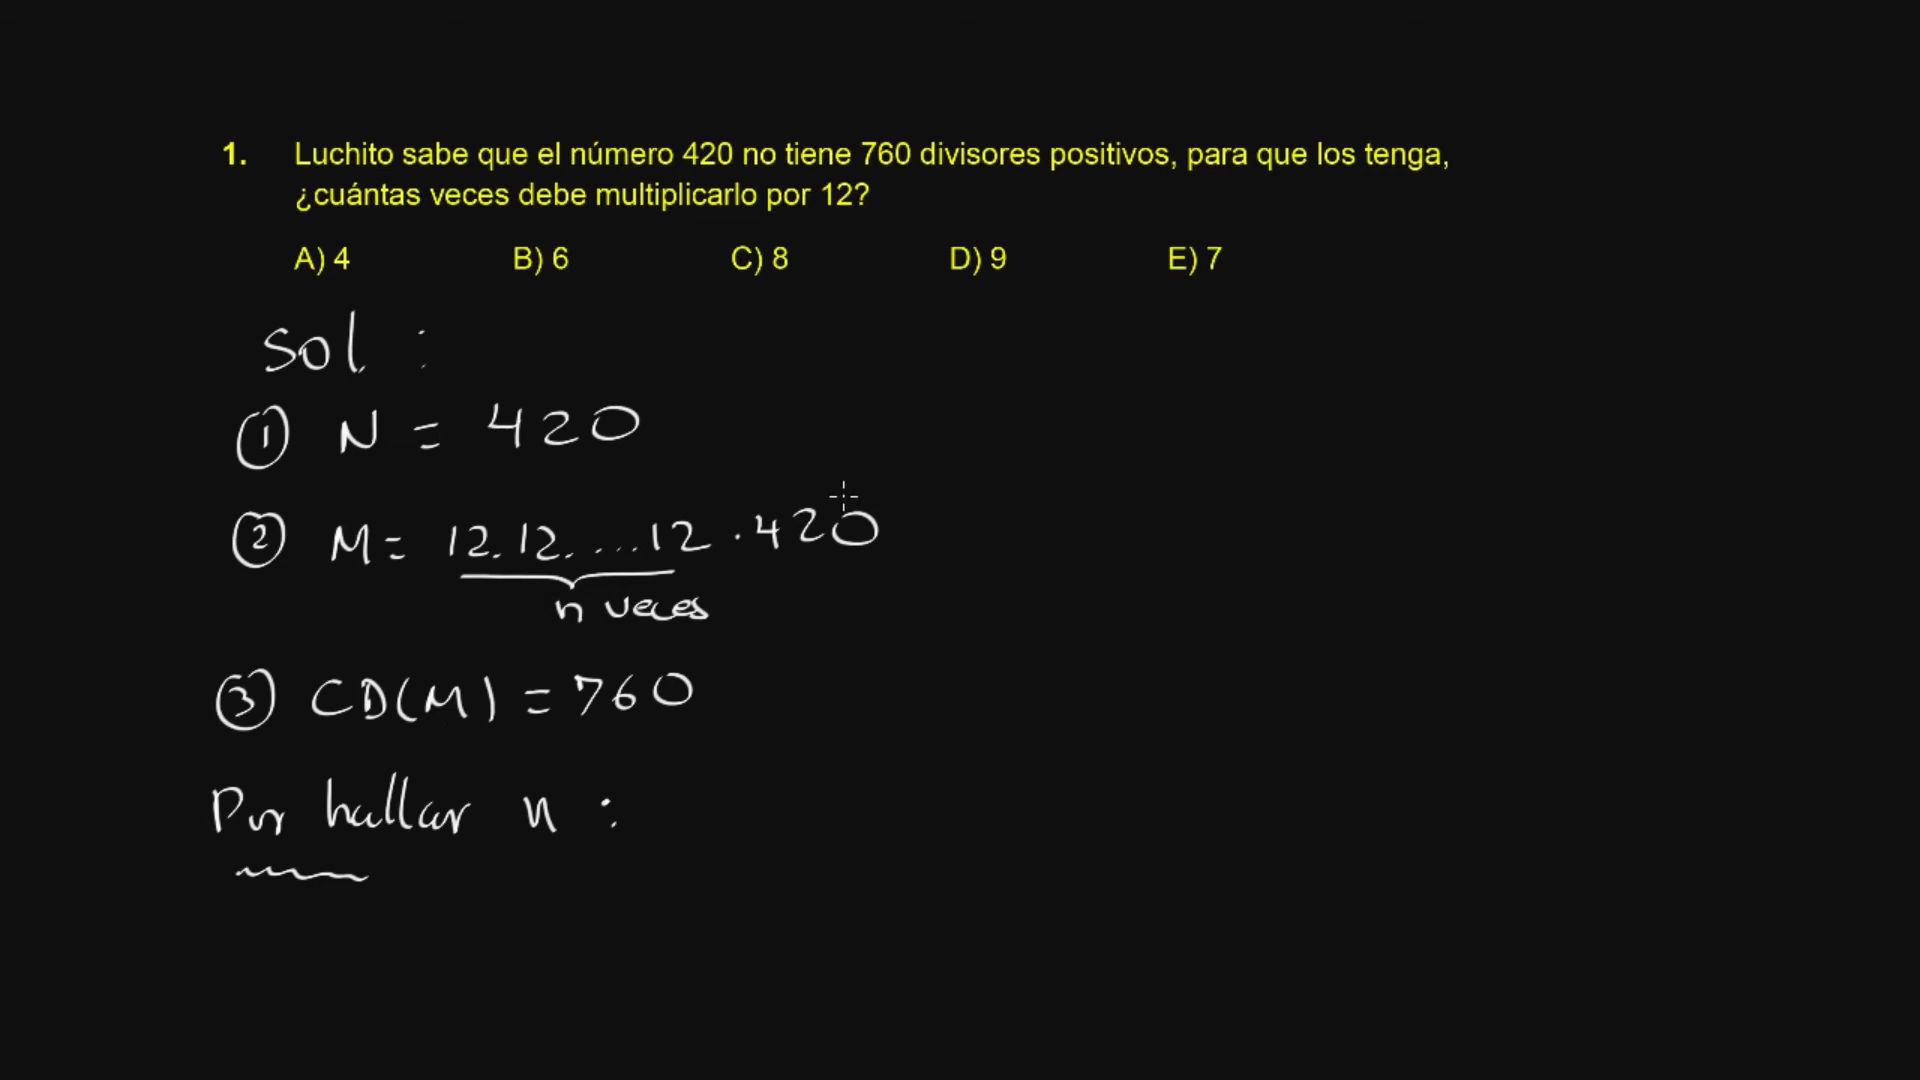 1. Luchito sabe que el número 420 no tiene 760 divisores positivos, para que los tenga,
¿cuántas veces debe multiplicarlo por 12?
A) 4 B) 6 C) 8 D) 9 E) 7
Sol :
① N = 420
② M = 12.12. ... 12 . 420
n veces
③ CD(M) = 760
Por hallar n :